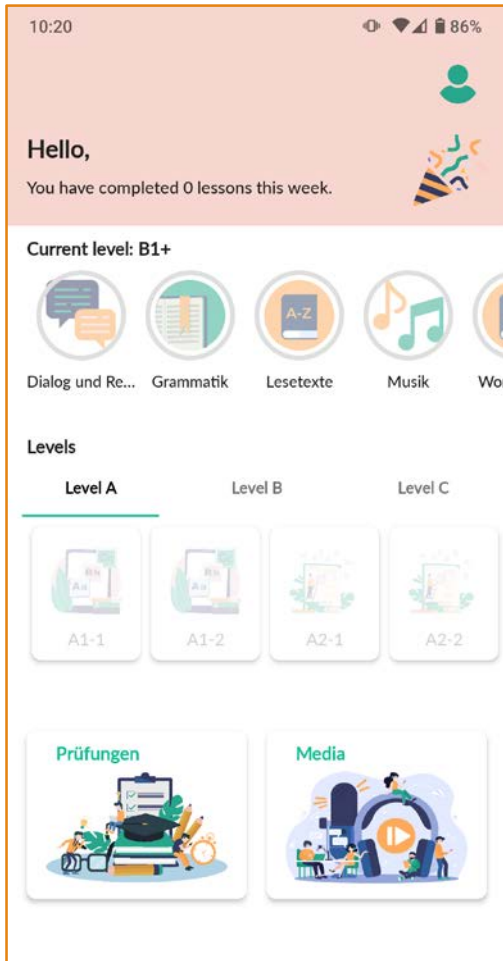 10:20 86%
Hello,
You have completed 0 lessons this week.
Current level: B1+
A-Z
Dialog und Re... Grammatik Lesetexte Musik Wo
Levels
Level A Level B Level C
A1-1 A1-2 A2-1 A2-2
Prüfungen Media